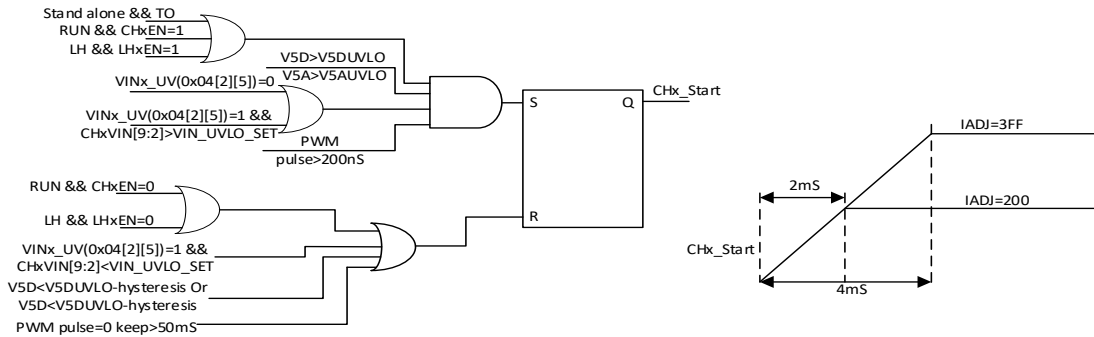 Stand alone && TO
RUN && CHxEN=1
LH && LHxEN=1
V5D>V5DUVLO
V5A>V5AUVLO
VINx_UV(0x04[2][5])=0
VINx_UV(0x04[2][5])=1 &&
CHxVIN[9:2]>VIN_UVLO_SET
PWM
pulse>200nS
S
Q
CHx_Start
R
RUN && CHxEN=0
LH && LHxEN=0
VINx_UV(0x04[2][5])=1 &&
CHxVIN[9:2]<VIN_UVLO_SET
V5D<V5DUVLO-hysteresis Or
V5D<V5DUVLO-hysteresis
PWM pulse=0 keep>50mS
IADJ=3FF
2mS
IADJ=200
CHx_Start
4mS